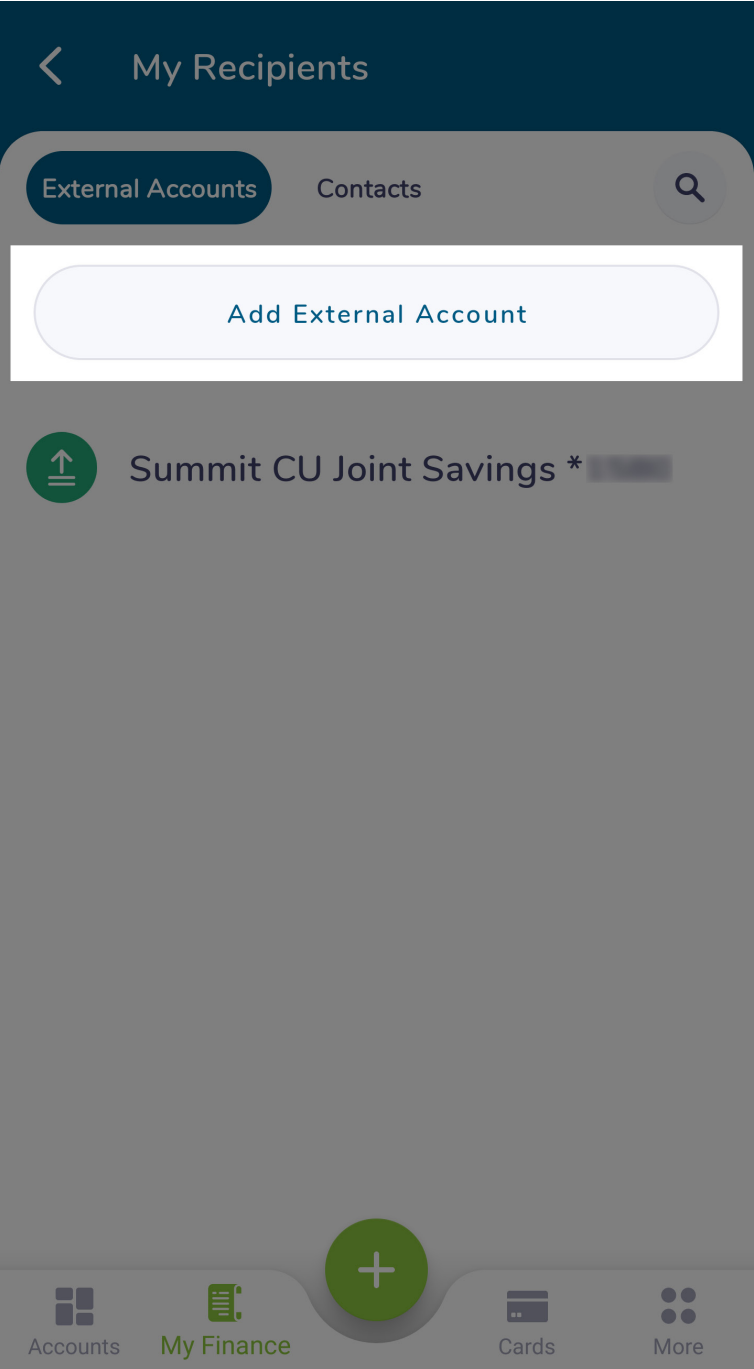 My Recipients
External Accounts Contacts
Add External Account
Summit CU Joint Savings *
Accounts My Finance Cards More